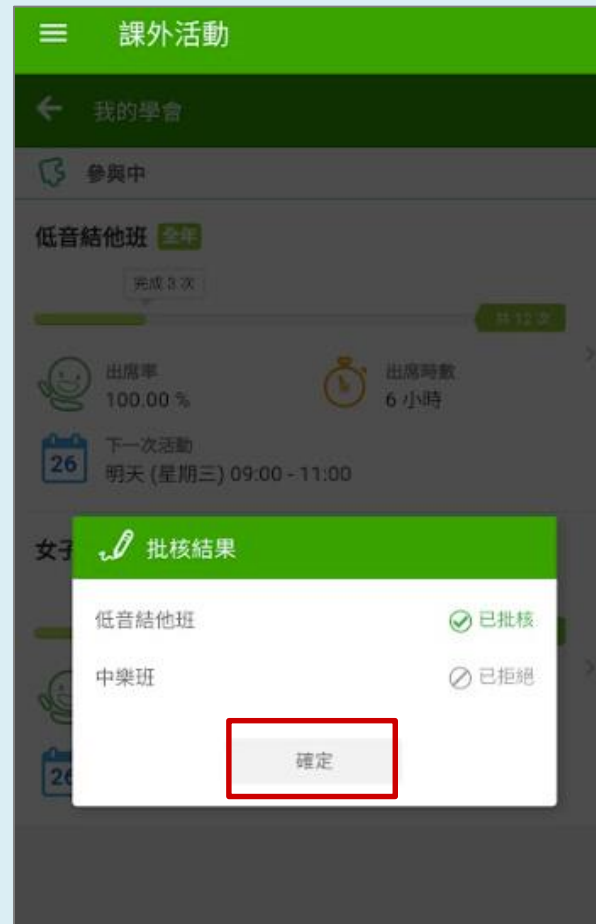 課外活動
我的學會
參與中
低音結他班 全年
完成 3 次
共 12 次
出席率
100.00 %
出席時數
6 小時
26
下一次活動
明天 (星期三) 09:00 - 11:00
女子
批核結果
低音結他班 已批核
中樂班 已拒絕
確定
26